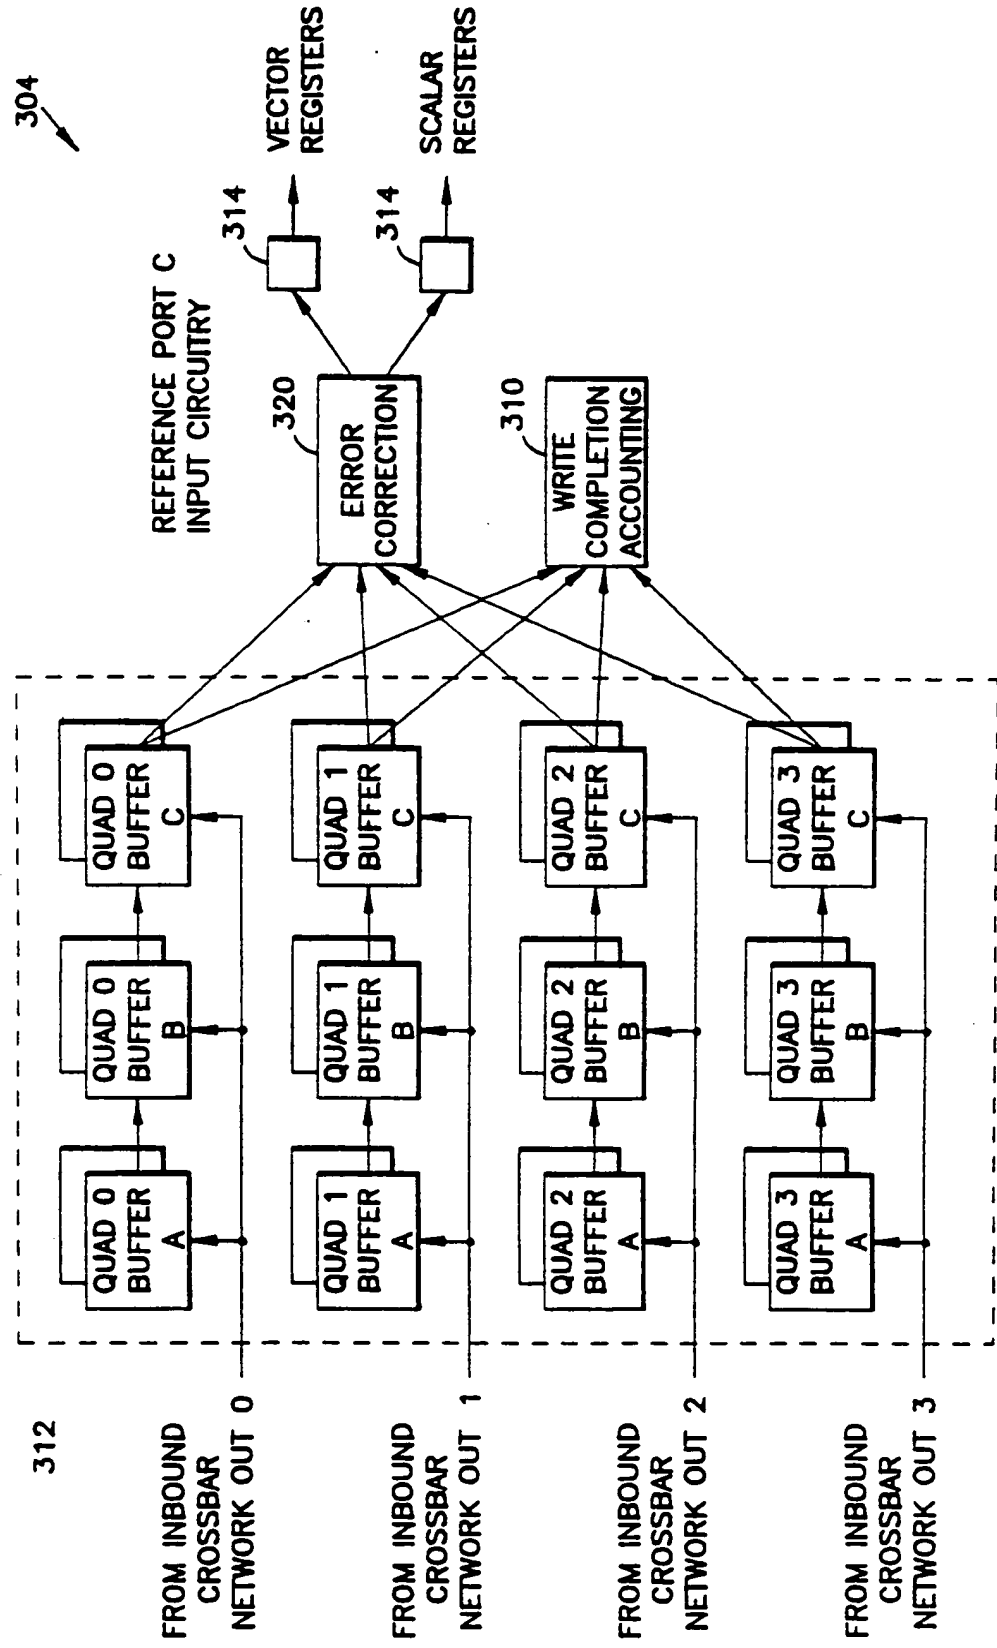 304
REFERENCE PORT C
INPUT CIRCUITRY
312
FROM INBOUND
CROSSBAR
NETWORK OUT 0
QUAD 0
BUFFER
A
QUAD 0
BUFFER
B
QUAD 0
BUFFER
C
FROM INBOUND
CROSSBAR
NETWORK OUT 1
QUAD 1
BUFFER
A
QUAD 1
BUFFER
B
QUAD 1
BUFFER
C
FROM INBOUND
CROSSBAR
NETWORK OUT 2
QUAD 2
BUFFER
A
QUAD 2
BUFFER
B
QUAD 2
BUFFER
C
FROM INBOUND
CROSSBAR
NETWORK OUT 3
QUAD 3
BUFFER
A
QUAD 3
BUFFER
B
QUAD 3
BUFFER
C
320
ERROR
CORRECTION
310
WRITE
COMPLETION
ACCOUNTING
314
VECTOR
REGISTERS
314
SCALAR
REGISTERS